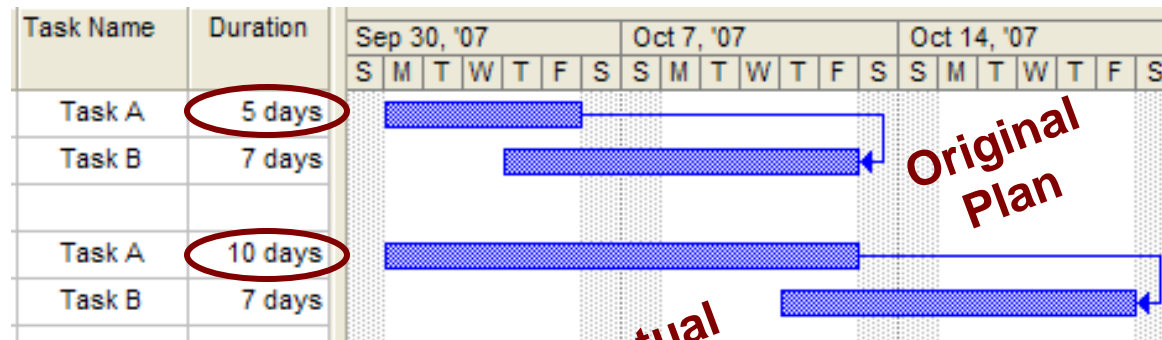 Task Name Duration Sep 30, '07 Oct 7, '07 Oct 14, '07
S M T W T F S S M T W T F S S M T W T F S
Task A 5 days
Task B 7 days
Original
Plan
Task A 10 days
Task B 7 days